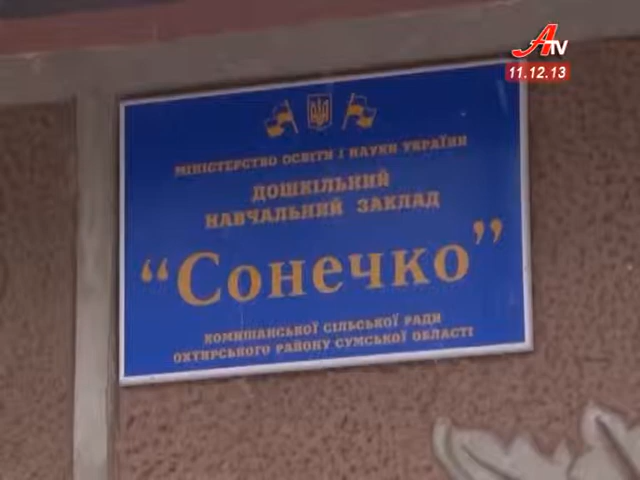 ATV
11.12.13
МІНІСТЕРСТВО ОСВІТИ І НАУКИ УКРАЇНИ
ДОШКІЛЬНИЙ
НАВЧАЛЬНИЙ ЗАКЛАД
“Сонечко”
КОМИШАНСЬКОЇ СІЛЬСЬКОЇ РАДИ
ОХТИРСЬКОГО РАЙОНУ СУМСЬКОЇ ОБЛАСТІ